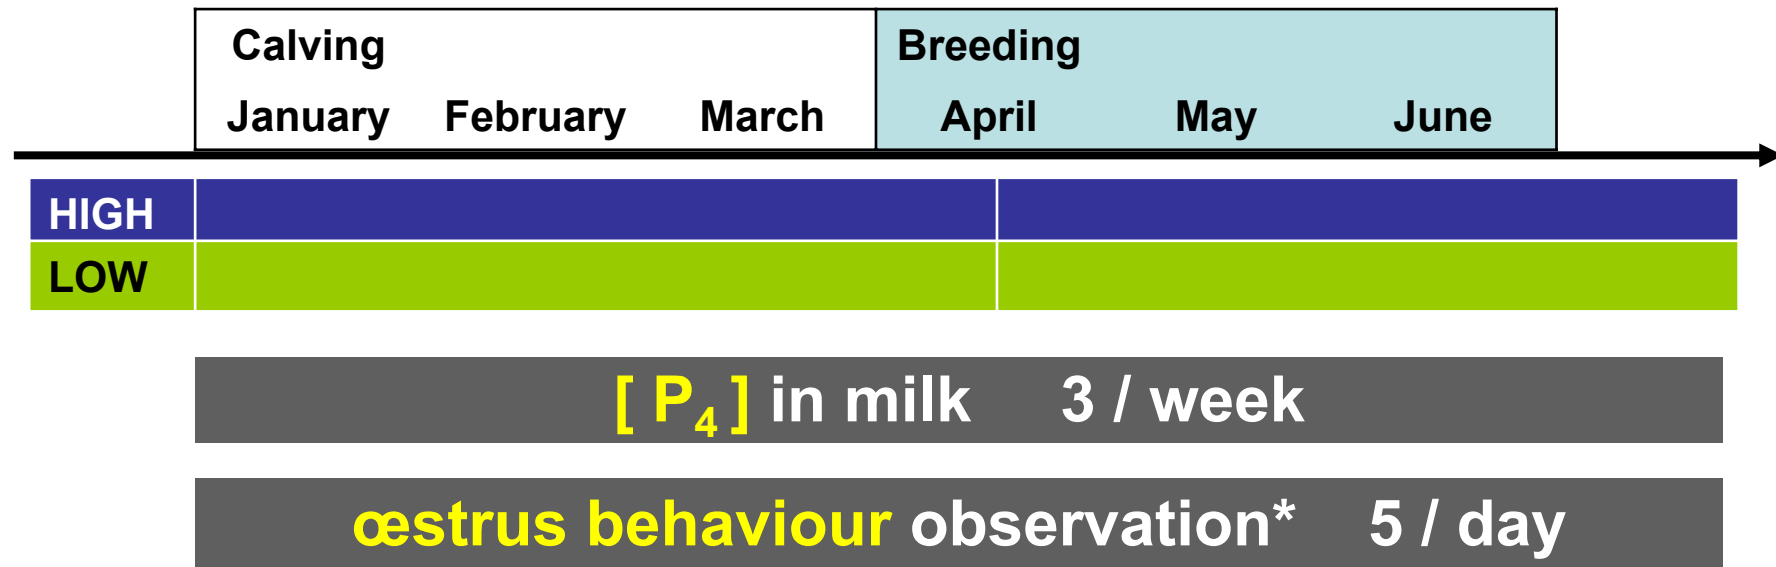 Calving Breeding
January February March April May June
HIGH
LOW
[ P₄ ] in milk 3 / week
œstrus behaviour observation* 5 / day